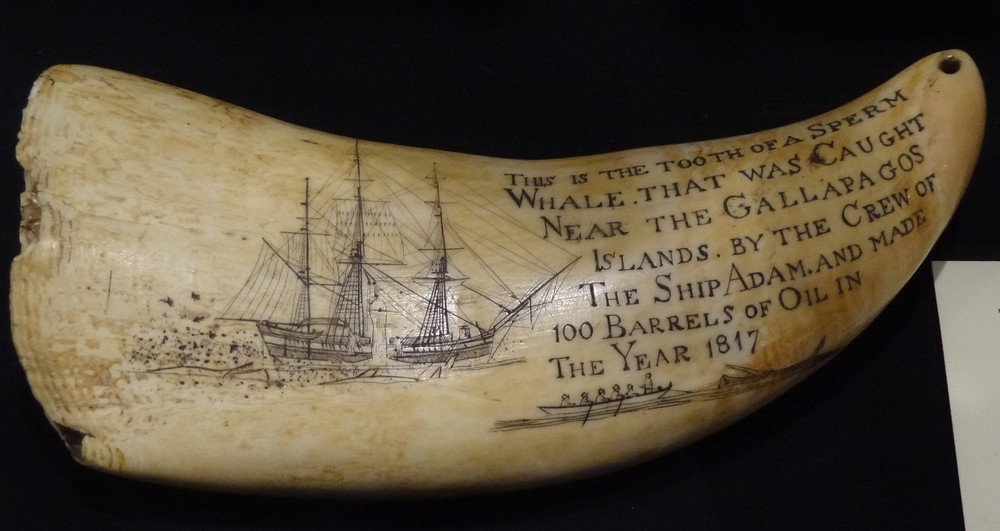 This is the tooth of a Sperm
Whale. that was Caught
Near the Gallapagos
Islands. by the Crew of
The Ship Adam. and made
100 Barrels of Oil in
The Year 1817